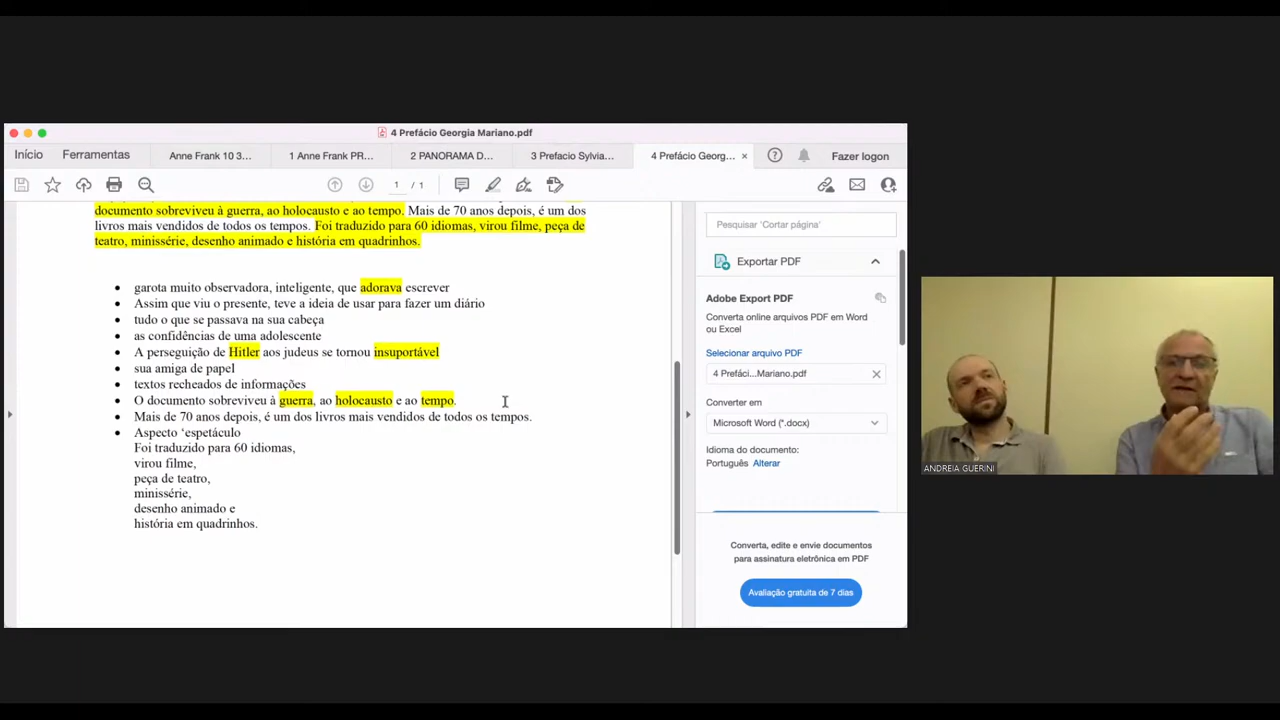 4 Prefácio Georgia Mariano.pdf
Início Ferramentas Anne Frank 10 3... 1 Anne Frank PR... 2 PANORAMA D... 3 Prefacio Sylvia... 4 Prefácio Georg... × Fazer logon
1 / 1
documento sobreviveu à guerra, ao holocausto e ao tempo. Mais de 70 anos depois, é um dos
livros mais vendidos de todos os tempos. Foi traduzido para 60 idiomas, virou filme, peça de
teatro, minissérie, desenho animado e história em quadrinhos.
• garota muito observadora, inteligente, que adorava escrever
• Assim que viu o presente, teve a ideia de usar para fazer um diário
• tudo o que se passava na sua cabeça
• as confidências de uma adolescente
• A perseguição de Hitler aos judeus se tornou insuportável
• sua amiga de papel
• textos recheados de informações
• O documento sobreviveu à guerra, ao holocausto e ao tempo.
• Mais de 70 anos depois, é um dos livros mais vendidos de todos os tempos.
• Aspecto ‘espetáculo
Foi traduzido para 60 idiomas,
virou filme,
peça de teatro,
minissérie,
desenho animado e
história em quadrinhos.
Pesquisar 'Cortar página'
Exportar PDF
Adobe Export PDF
Converta online arquivos PDF em Word
ou Excel
Selecionar arquivo PDF
4 Prefáci...Mariano.pdf
Converter em
Microsoft Word (*.docx)
Idioma do documento:
Português Alterar
Converta, edite e envie documentos
para assinatura eletrônica em PDF
Avaliação gratuita de 7 dias
ANDREIA GUERINI